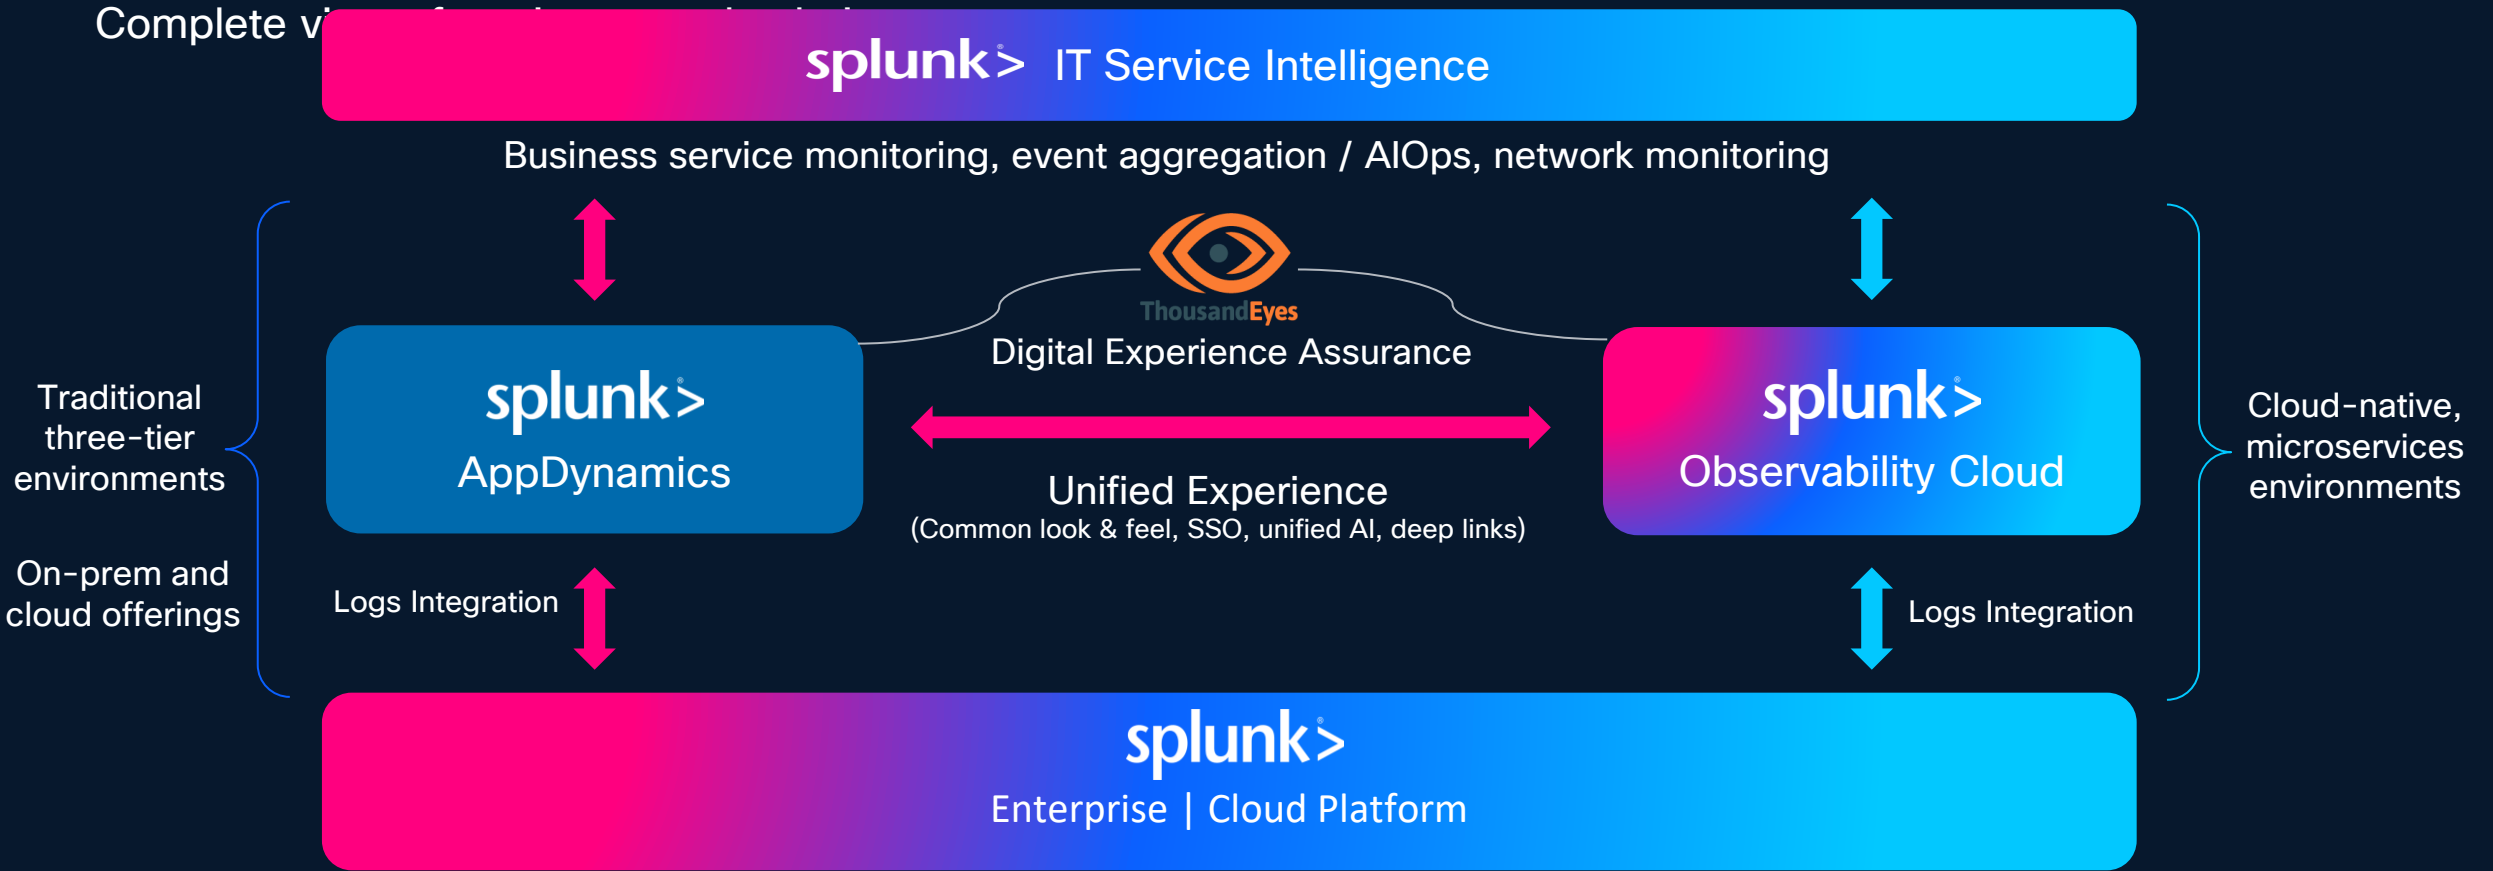 Complete
splunk> IT Service Intelligence
Business service monitoring, event aggregation / AIOps, network monitoring
ThousandEyes
Digital Experience Assurance
Traditional
three-tier
environments
On-prem and
cloud offerings
splunk>
AppDynamics
Unified Experience
(Common look & feel, SSO, unified AI, deep links)
splunk>
Observability Cloud
Cloud-native,
microservices
environments
Logs Integration
Logs Integration
splunk>
Enterprise | Cloud Platform